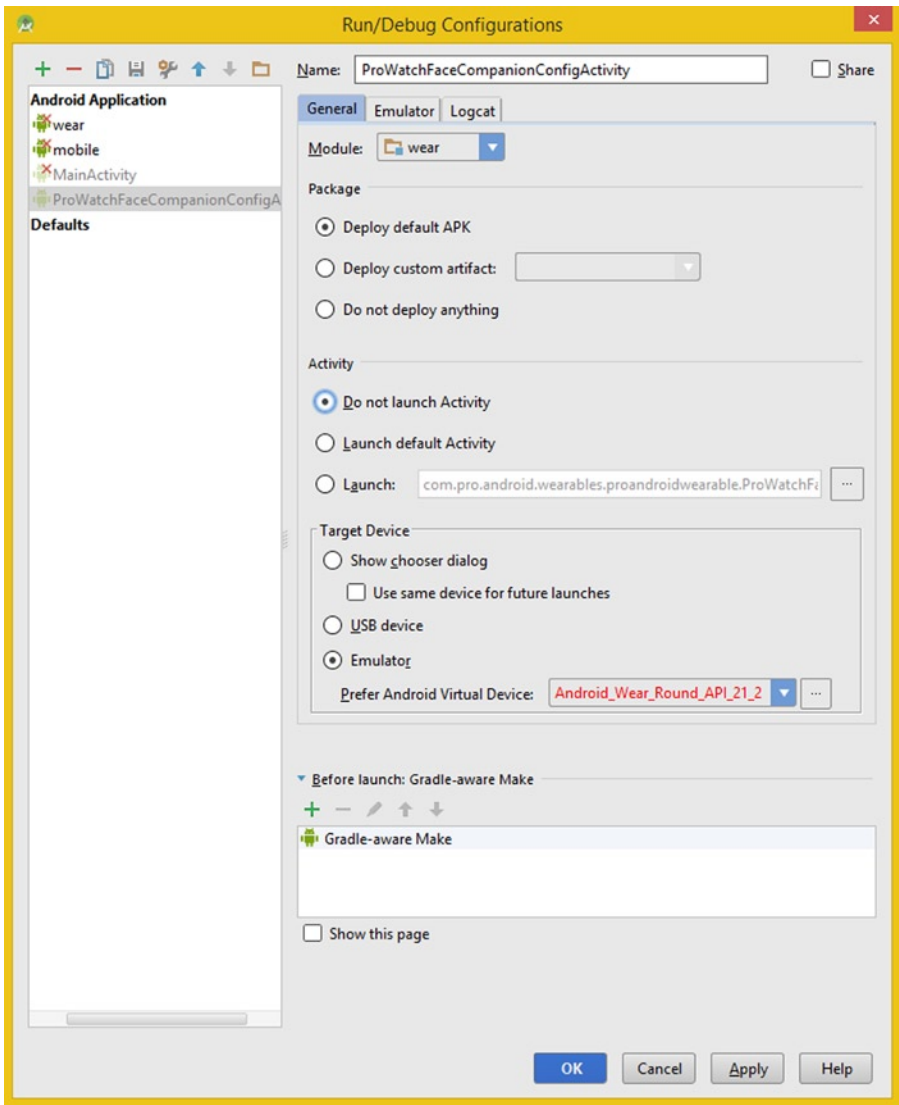 Run/Debug Configurations
Android Application
wear
mobile
MainActivity
ProWatchFaceCompanionConfigA
Defaults
Name: ProWatchFaceCompanionConfigActivity Share
General Emulator Logcat
Module: wear
Package
Deploy default APK
Deploy custom artifact:
Do not deploy anything
Activity
Do not launch Activity
Launch default Activity
Launch: com.pro.android.wearables.proandroidwearable.ProWatchFa ...
Target Device
Show chooser dialog
Use same device for future launches
USB device
Emulator
Prefer Android Virtual Device: Android_Wear_Round_API_21_2 ...
Before launch: Gradle-aware Make
Gradle-aware Make
Show this page
OK Cancel Apply Help